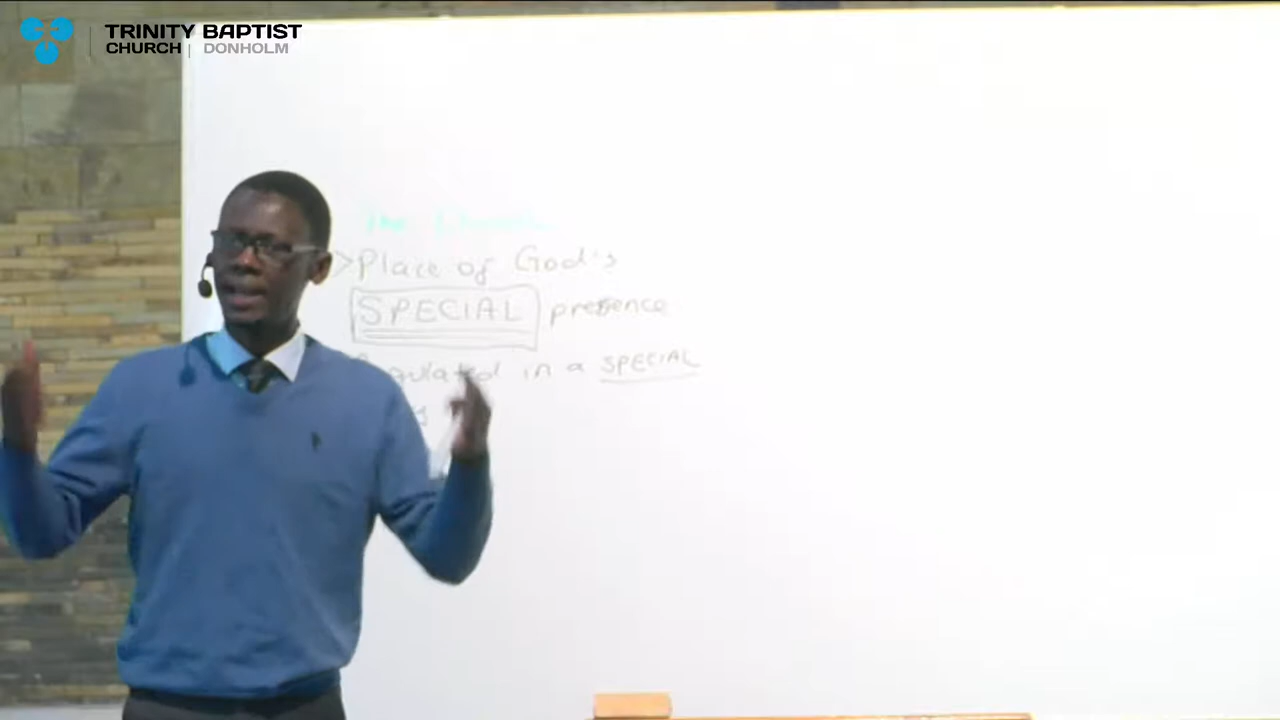 TRINITY BAPTIST
CHURCH | DONHOLM
The Church
>Place of God's
SPECIAL presence
in a SPECIAL